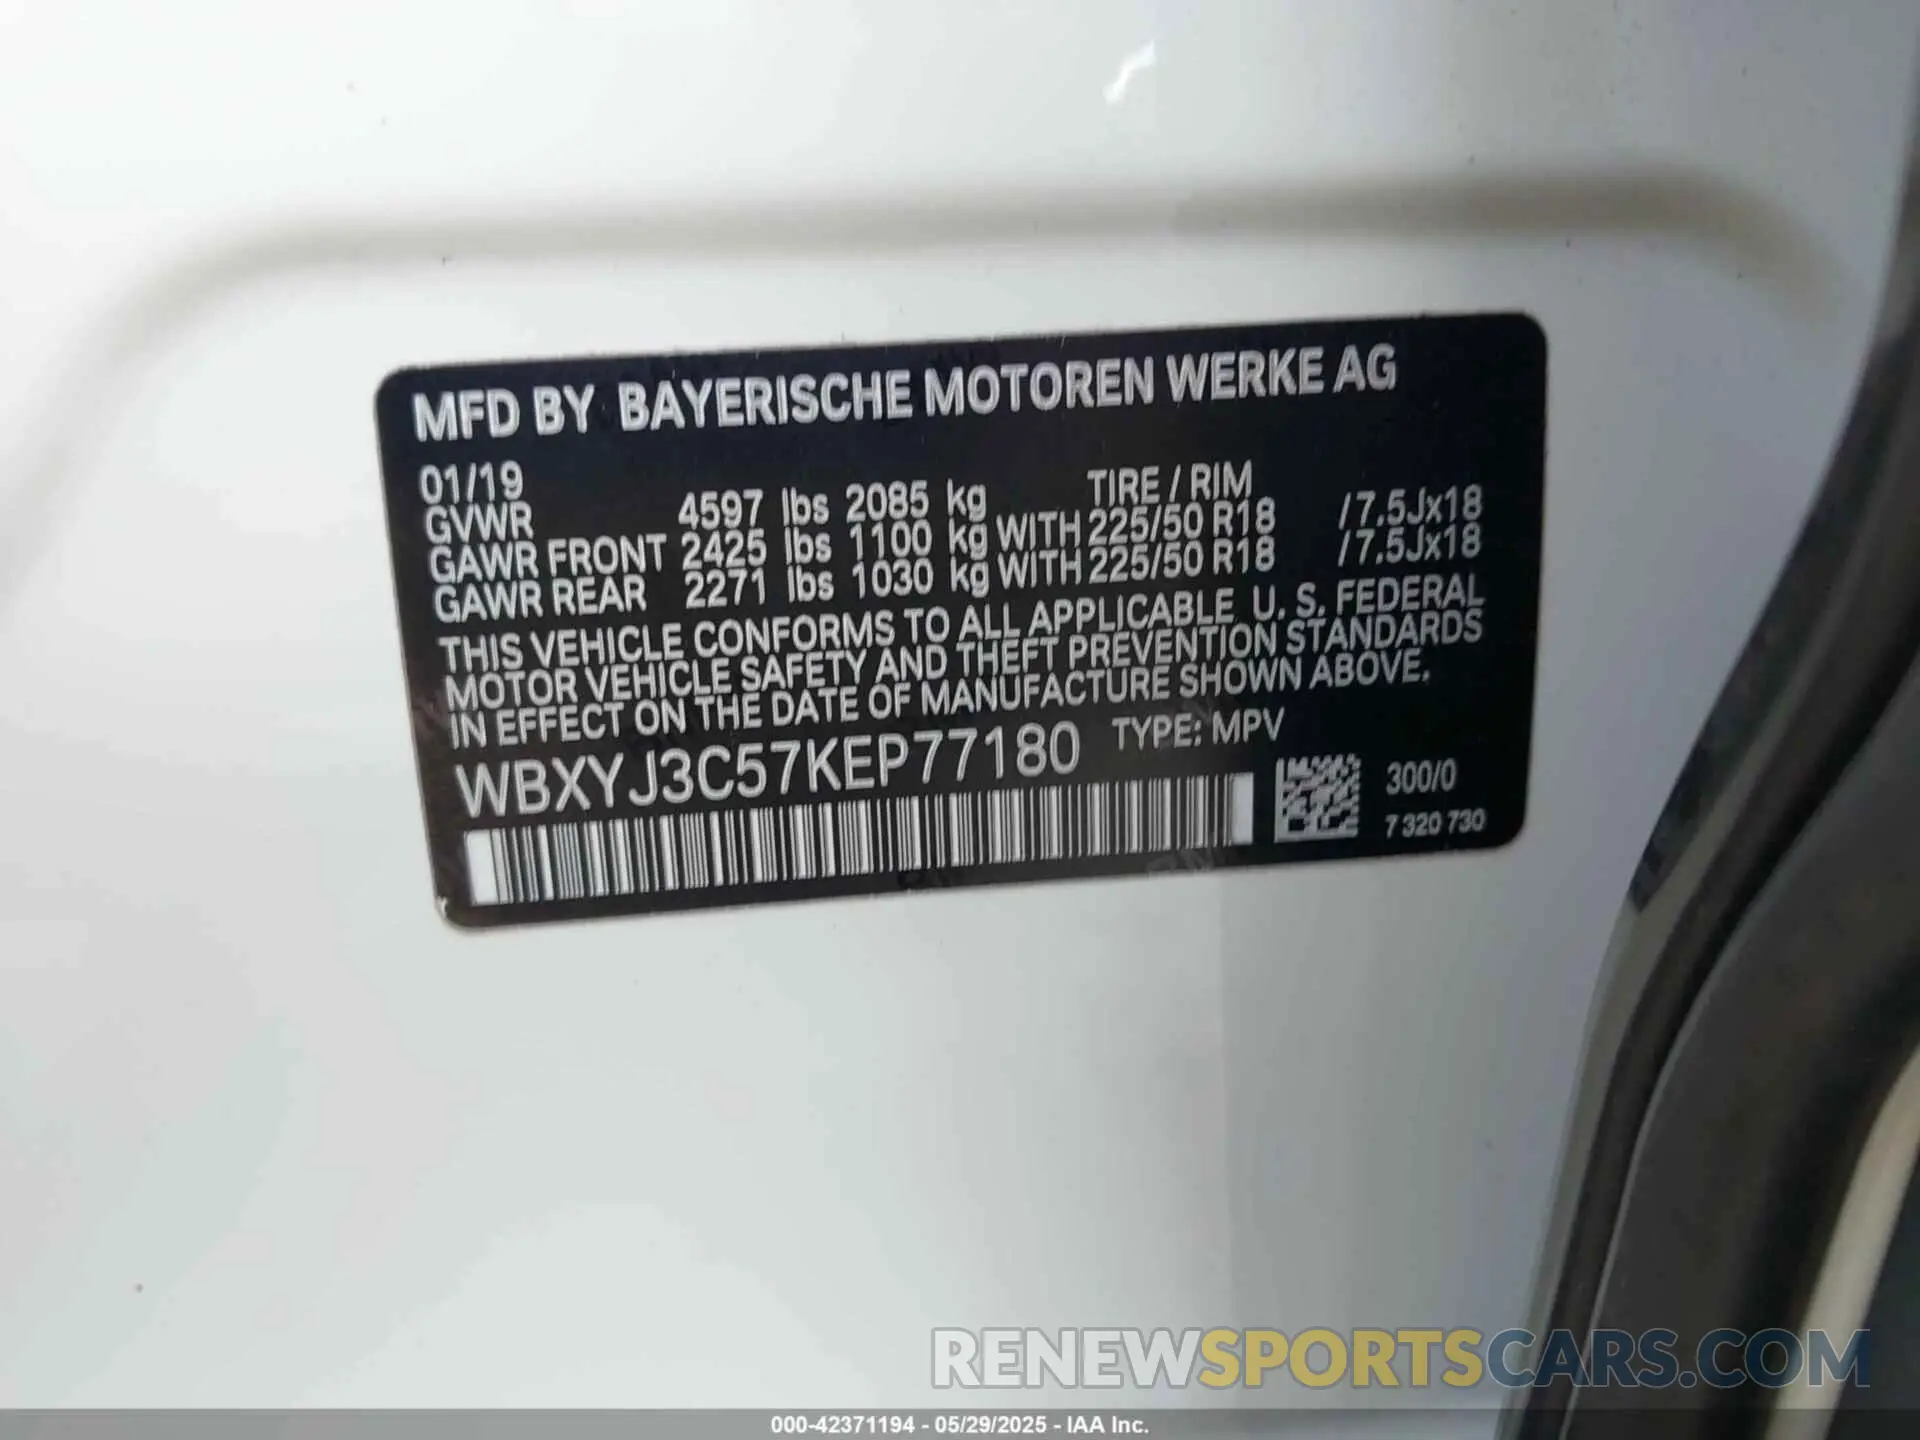 MFD BY BAYERISCHE MOTOREN WERKE AG
01/19 TIRE / RIM
GVWR 4597 lbs 2085 kg
GAWR FRONT 2425 lbs 1100 kg WITH 225/50 R18 /7.5Jx18
GAWR REAR 2271 lbs 1030 kg WITH 225/50 R18 /7.5Jx18
THIS VEHICLE CONFORMS TO ALL APPLICABLE U. S. FEDERAL
MOTOR VEHICLE SAFETY AND THEFT PREVENTION STANDARDS
IN EFFECT ON THE DATE OF MANUFACTURE SHOWN ABOVE.
WBXYJ3C57KEP77180 TYPE: MPV
300/0
7 320 730
RENEWSPORTSCARS.COM
000-42371194 - 05/29/2025 - IAA Inc.